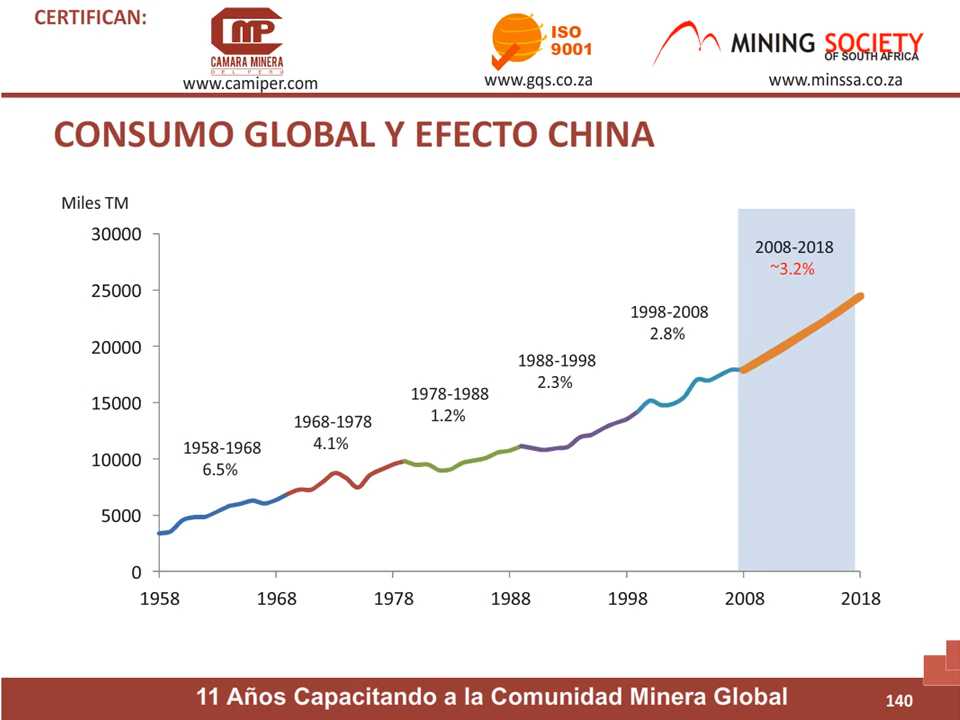 CERTIFICAN:
CMP
CAMARA MINERA
DEL PERU
www.camiper.com
ISO
9001
www.gqs.co.za
MINING SOCIETY
OF SOUTH AFRICA
www.minssa.co.za
CONSUMO GLOBAL Y EFECTO CHINA
Miles TM
30000
25000
20000
15000
10000
5000
0
1958-1968
6.5%
1968-1978
4.1%
1978-1988
1.2%
1988-1998
2.3%
1998-2008
2.8%
2008-2018
~3.2%
1958 1968 1978 1988 1998 2008 2018
11 Años Capacitando a la Comunidad Minera Global
140